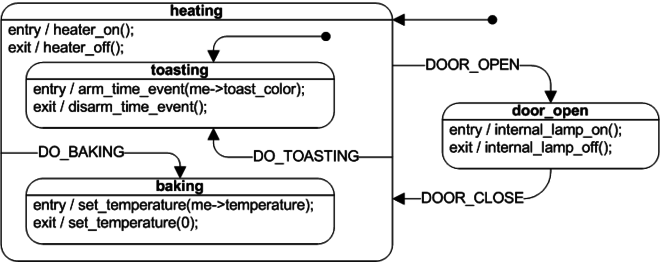 heating
entry / heater_on();
exit / heater_off();
toasting
entry / arm_time_event(me->toast_color);
exit / disarm_time_event();
DOOR_OPEN
door_open
entry / internal_lamp_on();
exit / internal_lamp_off();
DO_BAKING
DO_TOASTING
baking
entry / set_temperature(me->temperature);
exit / set_temperature(0);
DOOR_CLOSE